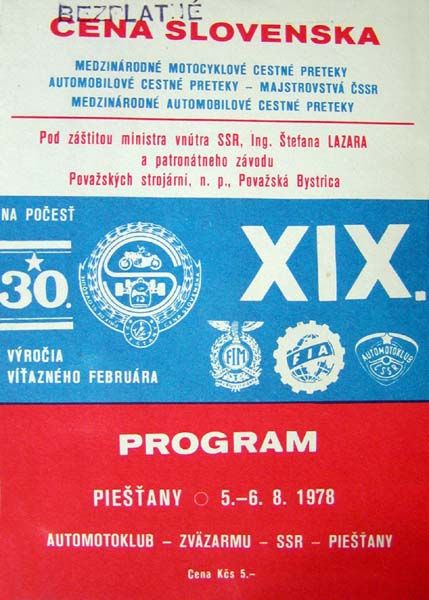 BEZPLATNÉ
CENA SLOVENSKA
MEDZINÁRODNÉ MOTOCYKLOVÉ CESTNÉ PRETEKY
AUTOMOBILOVÉ CESTNÉ PRETEKY – MAJSTROVSTVÁ ČSSR
MEDZINÁRODNÉ AUTOMOBILOVÉ CESTNÉ PRETEKY
Pod záštitou ministra vnútra SSR, Ing. Štefana LAZARA
a patronátneho závodu
Považských strojární, n. p., Považská Bystrica
NA POČESŤ
30.
VÝROČIA
VÍŤAZNÉHO FEBRUÁRA
XIX.
FIM
FIA
AUTOMOTOKLUB
ČSSR
PROGRAM
PIEŠŤANY ○ 5.–6. 8. 1978
AUTOMOTOKLUB – ZVÄZARMU – SSR – PIEŠŤANY
Cena Kčs 5.–